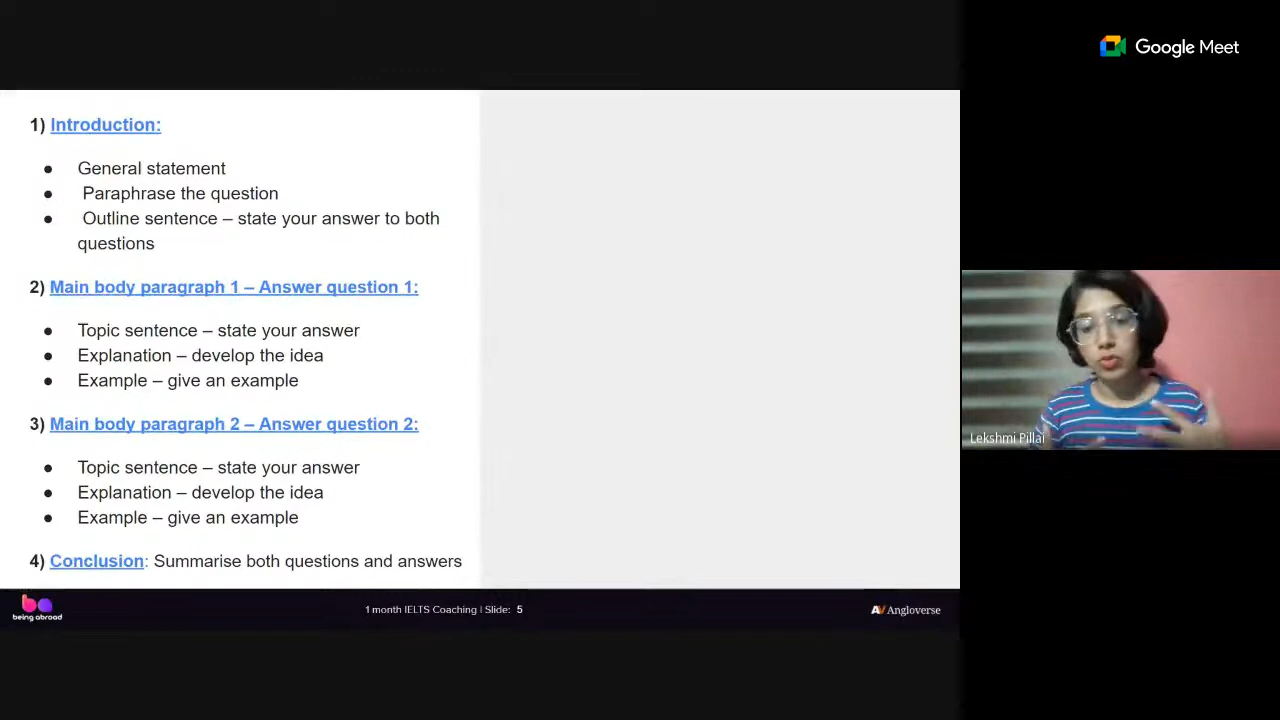 Google Meet
1) Introduction:
● General statement
● Paraphrase the question
● Outline sentence – state your answer to both
questions
2) Main body paragraph 1 – Answer question 1:
● Topic sentence – state your answer
● Explanation – develop the idea
● Example – give an example
3) Main body paragraph 2 – Answer question 2:
● Topic sentence – state your answer
● Explanation – develop the idea
● Example – give an example
4) Conclusion: Summarise both questions and answers
Lekshmi Pillai
ba
being abroad
1 month IELTS Coaching | Slide: 5
AV Angloverse